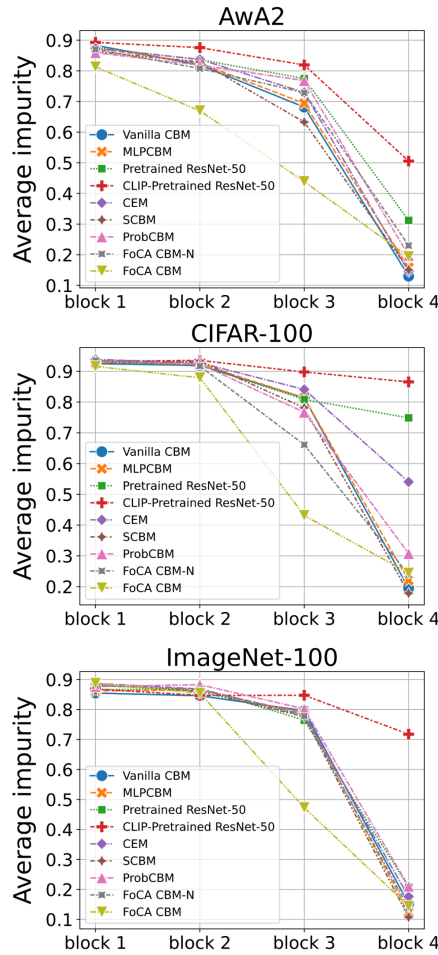 AwA2
Average impurity
0.9
0.8
0.7
0.6
0.5
0.4
0.3
0.2
0.1
Vanilla CBM
MLPCBM
Pretrained ResNet-50
CLIP-Pretrained ResNet-50
CEM
SCBM
ProbCBM
FoCA CBM-N
FoCA CBM
block 1 block 2 block 3 block 4
CIFAR-100
Average impurity
0.9
0.8
0.7
0.6
0.5
0.4
0.3
0.2
Vanilla CBM
MLPCBM
Pretrained ResNet-50
CLIP-Pretrained ResNet-50
CEM
SCBM
ProbCBM
FoCA CBM-N
FoCA CBM
block 1 block 2 block 3 block 4
ImageNet-100
Average impurity
0.9
0.8
0.7
0.6
0.5
0.4
0.3
0.2
0.1
Vanilla CBM
MLPCBM
Pretrained ResNet-50
CLIP-Pretrained ResNet-50
CEM
SCBM
ProbCBM
FoCA CBM-N
FoCA CBM
block 1 block 2 block 3 block 4